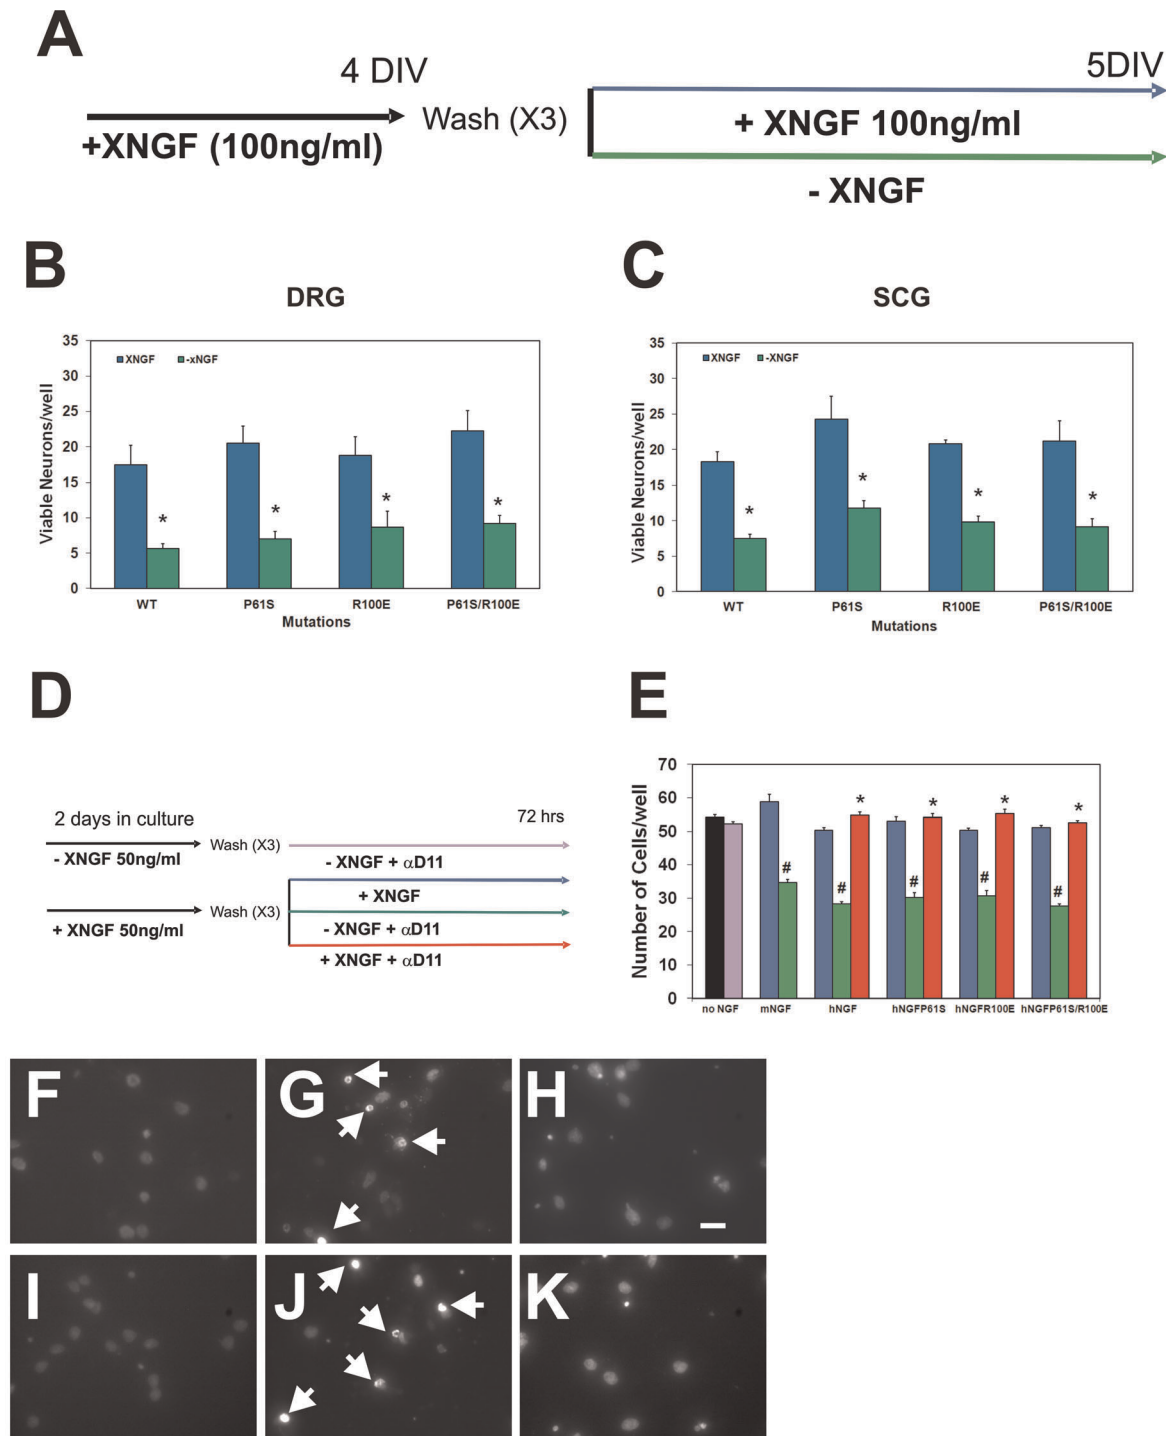 A
4 DIV
5DIV
+XNGF (100ng/ml)
Wash (X3)
+ XNGF 100ng/ml
- XNGF
B
DRG
C
SCG
Viable Neurons/well
35
30
25
20
15
10
5
0
XNGF
-xNGF
*
*
*
*
WT
P61S
R100E
P61S/R100E
Mutations
Viable Neurons/well
35
30
25
20
15
10
5
0
XNGF
-XNGF
*
*
*
*
WT
P61S
R100E
P61S/R100E
Mutations
D
2 days in culture
72 hrs
- XNGF 50ng/ml
Wash (X3)
- XNGF + αD11
+ XNGF
+ XNGF 50ng/ml
Wash (X3)
- XNGF + αD11
+ XNGF + αD11
E
Number of Cells/well
70
60
50
40
30
20
10
0
#
#
*
#
*
#
*
#
*
no NGF
mNGF
hNGF
hNGFP61S
hNGFR100E
hNGFP61S/R100E
F
G
H
I
J
K